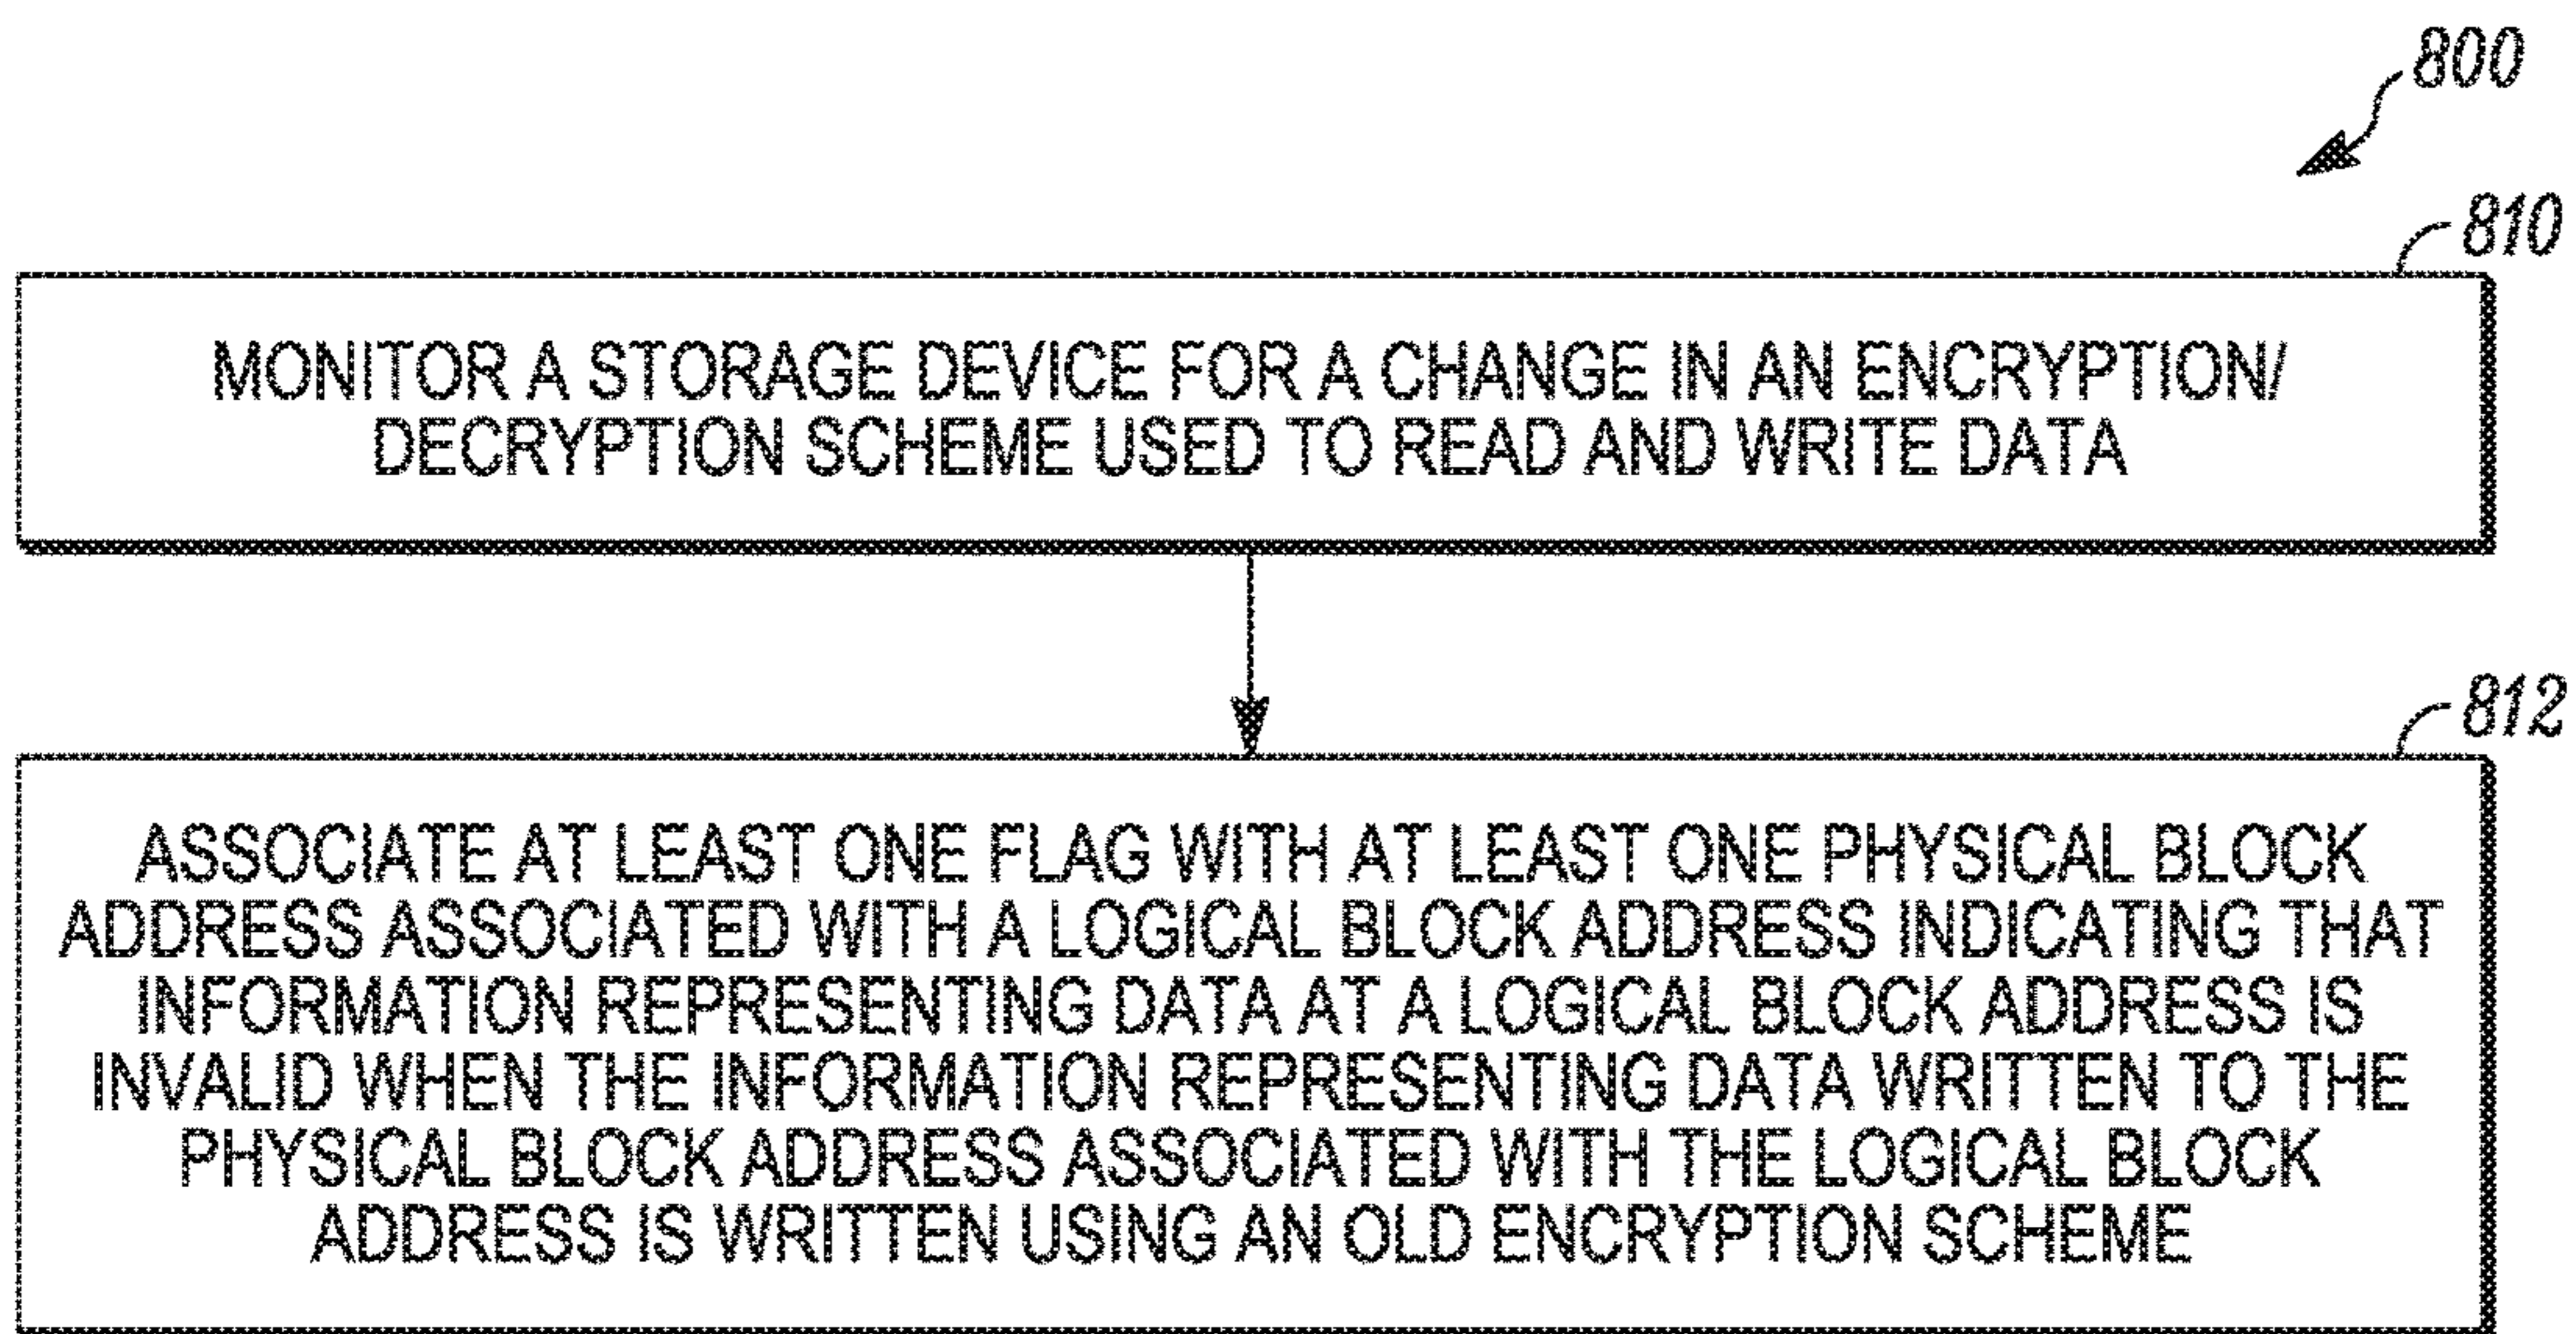 800
810
MONITOR A STORAGE DEVICE FOR A CHANGE IN AN ENCRYPTION/
DECRYPTION SCHEME USED TO READ AND WRITE DATA
812
ASSOCIATE AT LEAST ONE FLAG WITH AT LEAST ONE PHYSICAL BLOCK
ADDRESS ASSOCIATED WITH A LOGICAL BLOCK ADDRESS INDICATING THAT
INFORMATION REPRESENTING DATA AT A LOGICAL BLOCK ADDRESS IS
INVALID WHEN THE INFORMATION REPRESENTING DATA WRITTEN TO THE
PHYSICAL BLOCK ADDRESS ASSOCIATED WITH THE LOGICAL BLOCK
ADDRESS IS WRITTEN USING AN OLD ENCRYPTION SCHEME